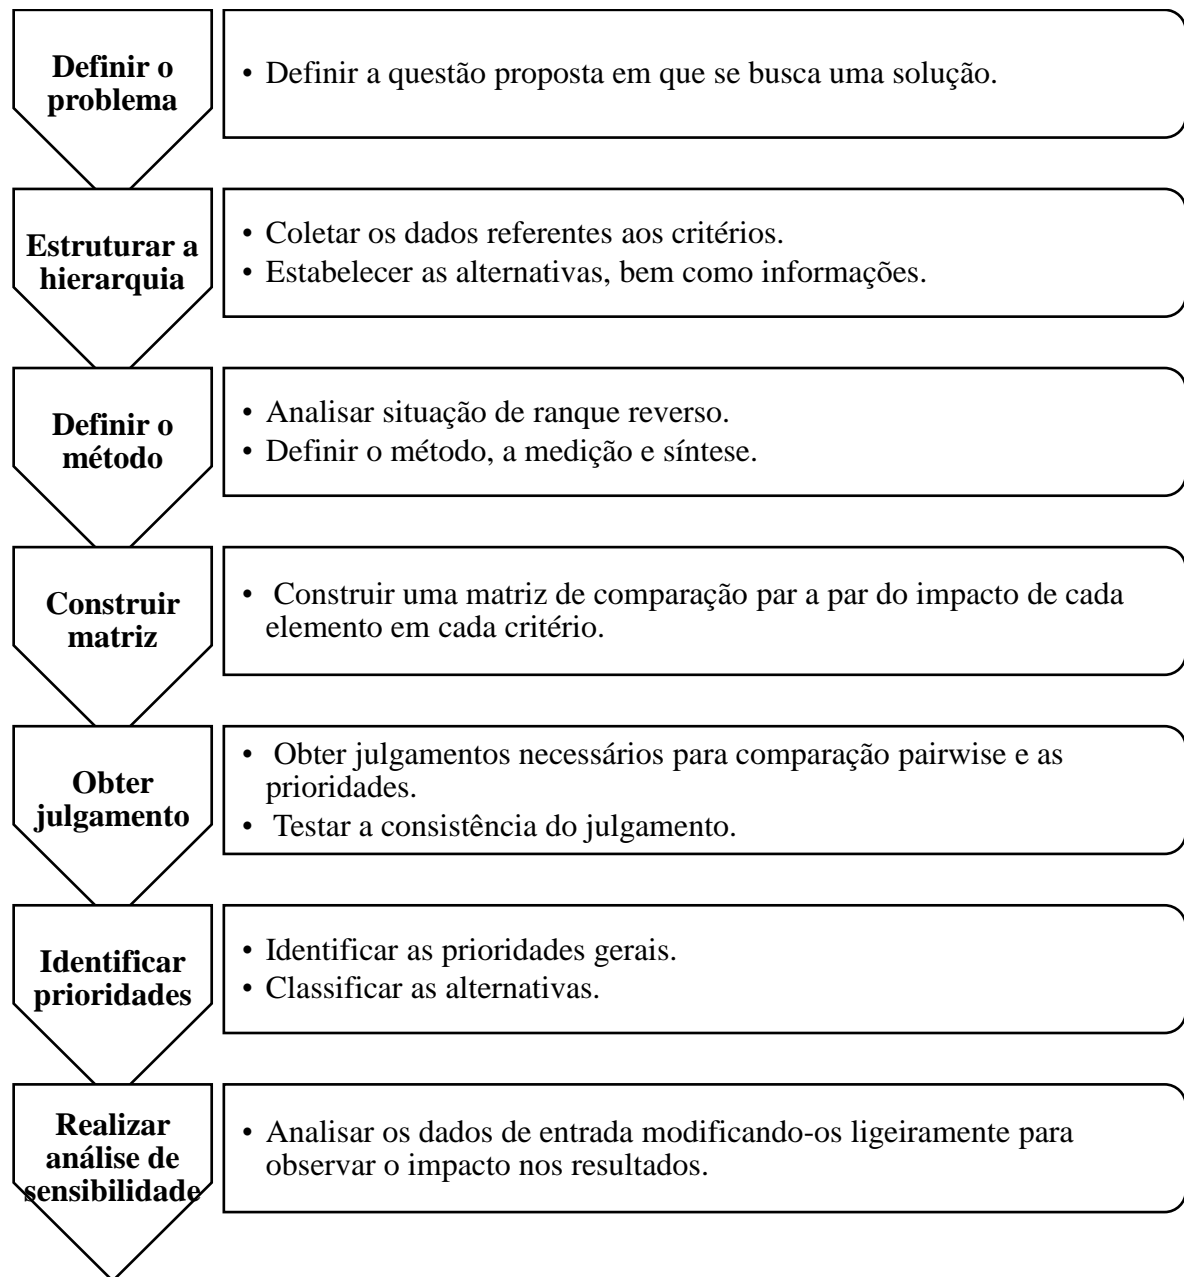 Definir o
problema
• Definir a questão proposta em que se busca uma solução.
Estruturar a
hierarquia
• Coletar os dados referentes aos critérios.
• Estabelecer as alternativas, bem como informações.
Definir o
método
• Analisar situação de ranque reverso.
• Definir o método, a medição e síntese.
Construir
matriz
• Construir uma matriz de comparação par a par do impacto de cada
elemento em cada critério.
Obter
julgamento
• Obter julgamentos necessários para comparação pairwise e as
prioridades.
• Testar a consistência do julgamento.
Identificar
prioridades
• Identificar as prioridades gerais.
• Classificar as alternativas.
Realizar
análise de
sensibilidade
• Analisar os dados de entrada modificando-os ligeiramente para
observar o impacto nos resultados.